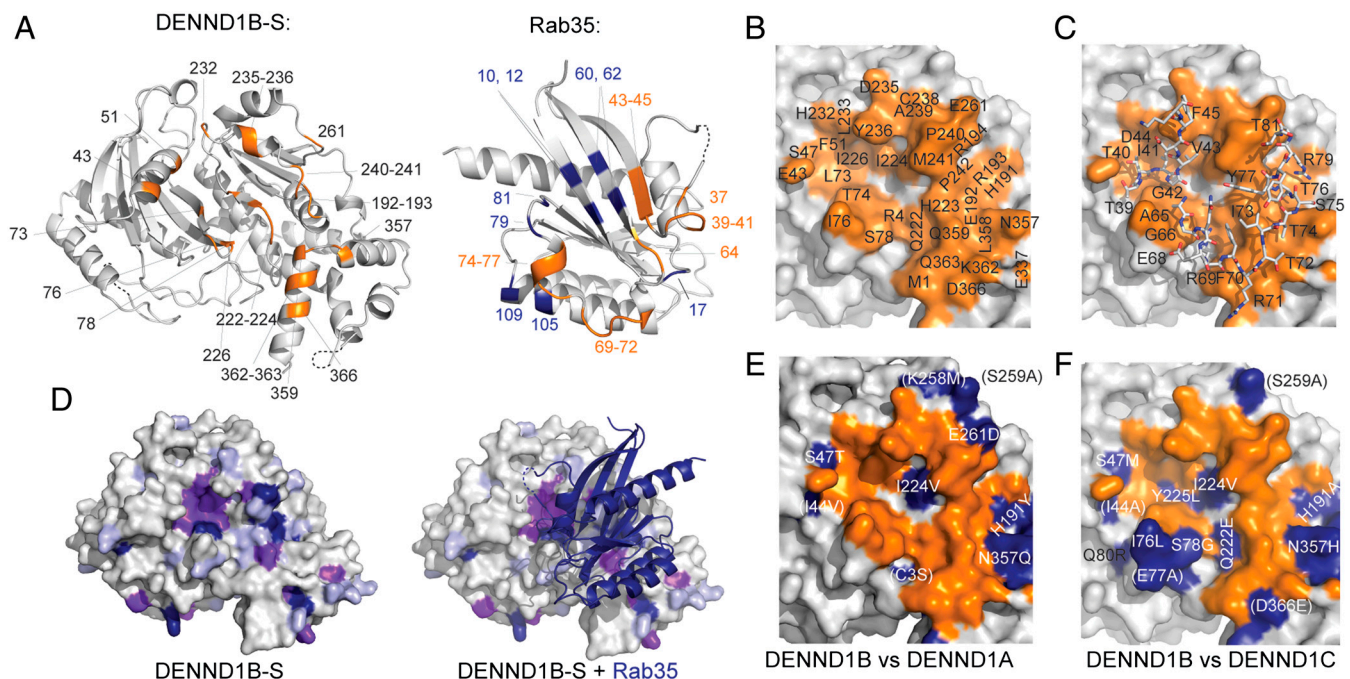 A
DENND1B-S:
232
235-236
51
261
43
240-241
192-193
357
73
76
78
222-224
226
362-363
366
359
Rab35:
10, 12
60, 62
43-45
37
81
39-41
79
64
74-77
17
109
105
69-72
B
D235
C238
H232
L233
A239
E261
Y236
P240
R194
S47
F51
I226
I224
M241
P242
R193
E43
L73
H191
T74
H223
E192
I76
R4
Q222
L358
N357
S78
Q359
Q363
K362
E337
M1
D366
C
F45
T81
D44
V43
T40
I41
R79
Y77
G42
T76
T39
S75
A65
I73
G66
T74
E68
T72
R69
F70
R71
D
DENND1B-S
DENND1B-S + Rab35
E
(K258M)
(S259A)
E261D
S47T
I224V
(I44V)
H191Y
N357Q
(C3S)
DENND1B vs DENND1A
F
(S259A)
S47M
I224V
Y225L
(I44A)
H191A
I76L
S78G
Q222E
N357H
Q80R
(E77A)
(D366E)
DENND1B vs DENND1C